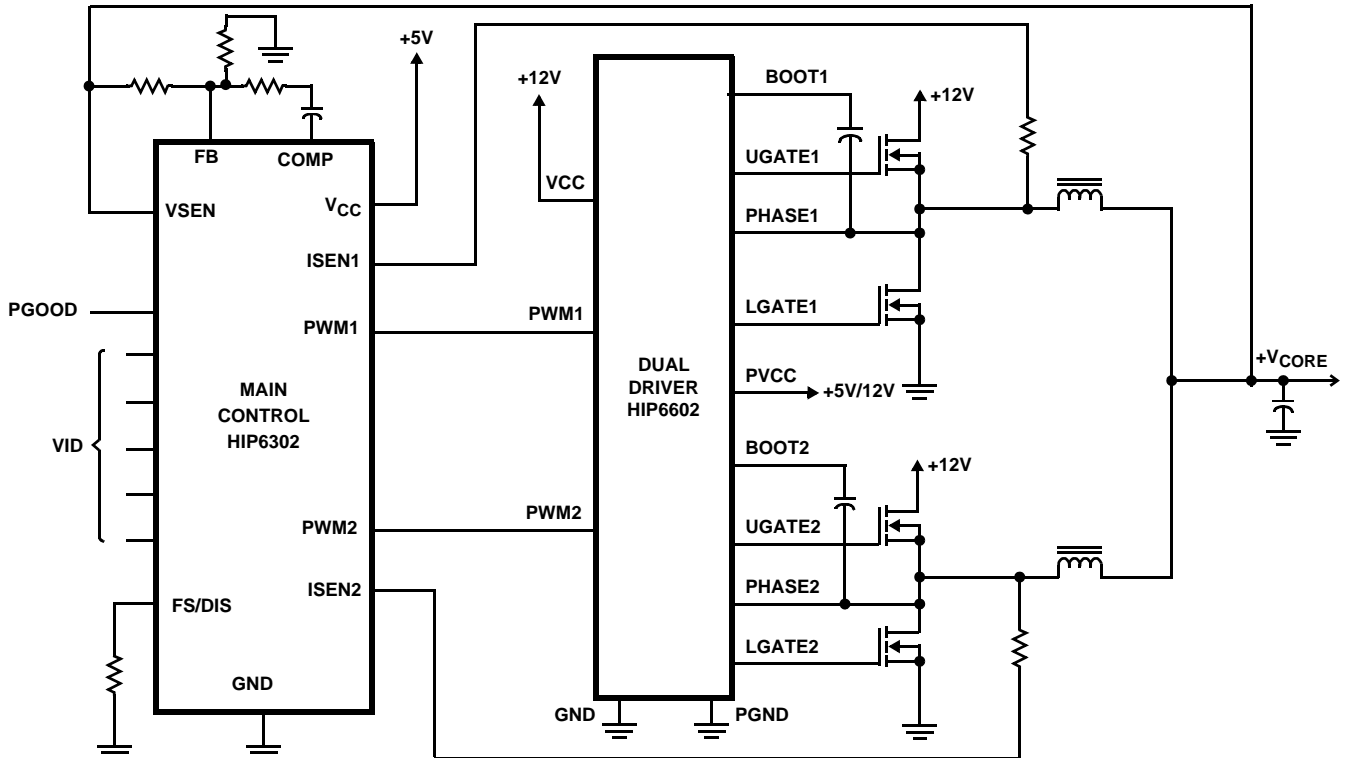 +5V
+12V
BOOT1
+12V
FB
COMP
UGATE1
VCC
VSEN
VCC
PHASE1
ISEN1
PGOOD
PWM1
PWM1
LGATE1
+VCORE
MAIN
CONTROL
HIP6302
DUAL
DRIVER
HIP6602
PVCC
+5V/12V
VID
BOOT2
+12V
PWM2
PWM2
UGATE2
FS/DIS
ISEN2
PHASE2
LGATE2
GND
GND
PGND